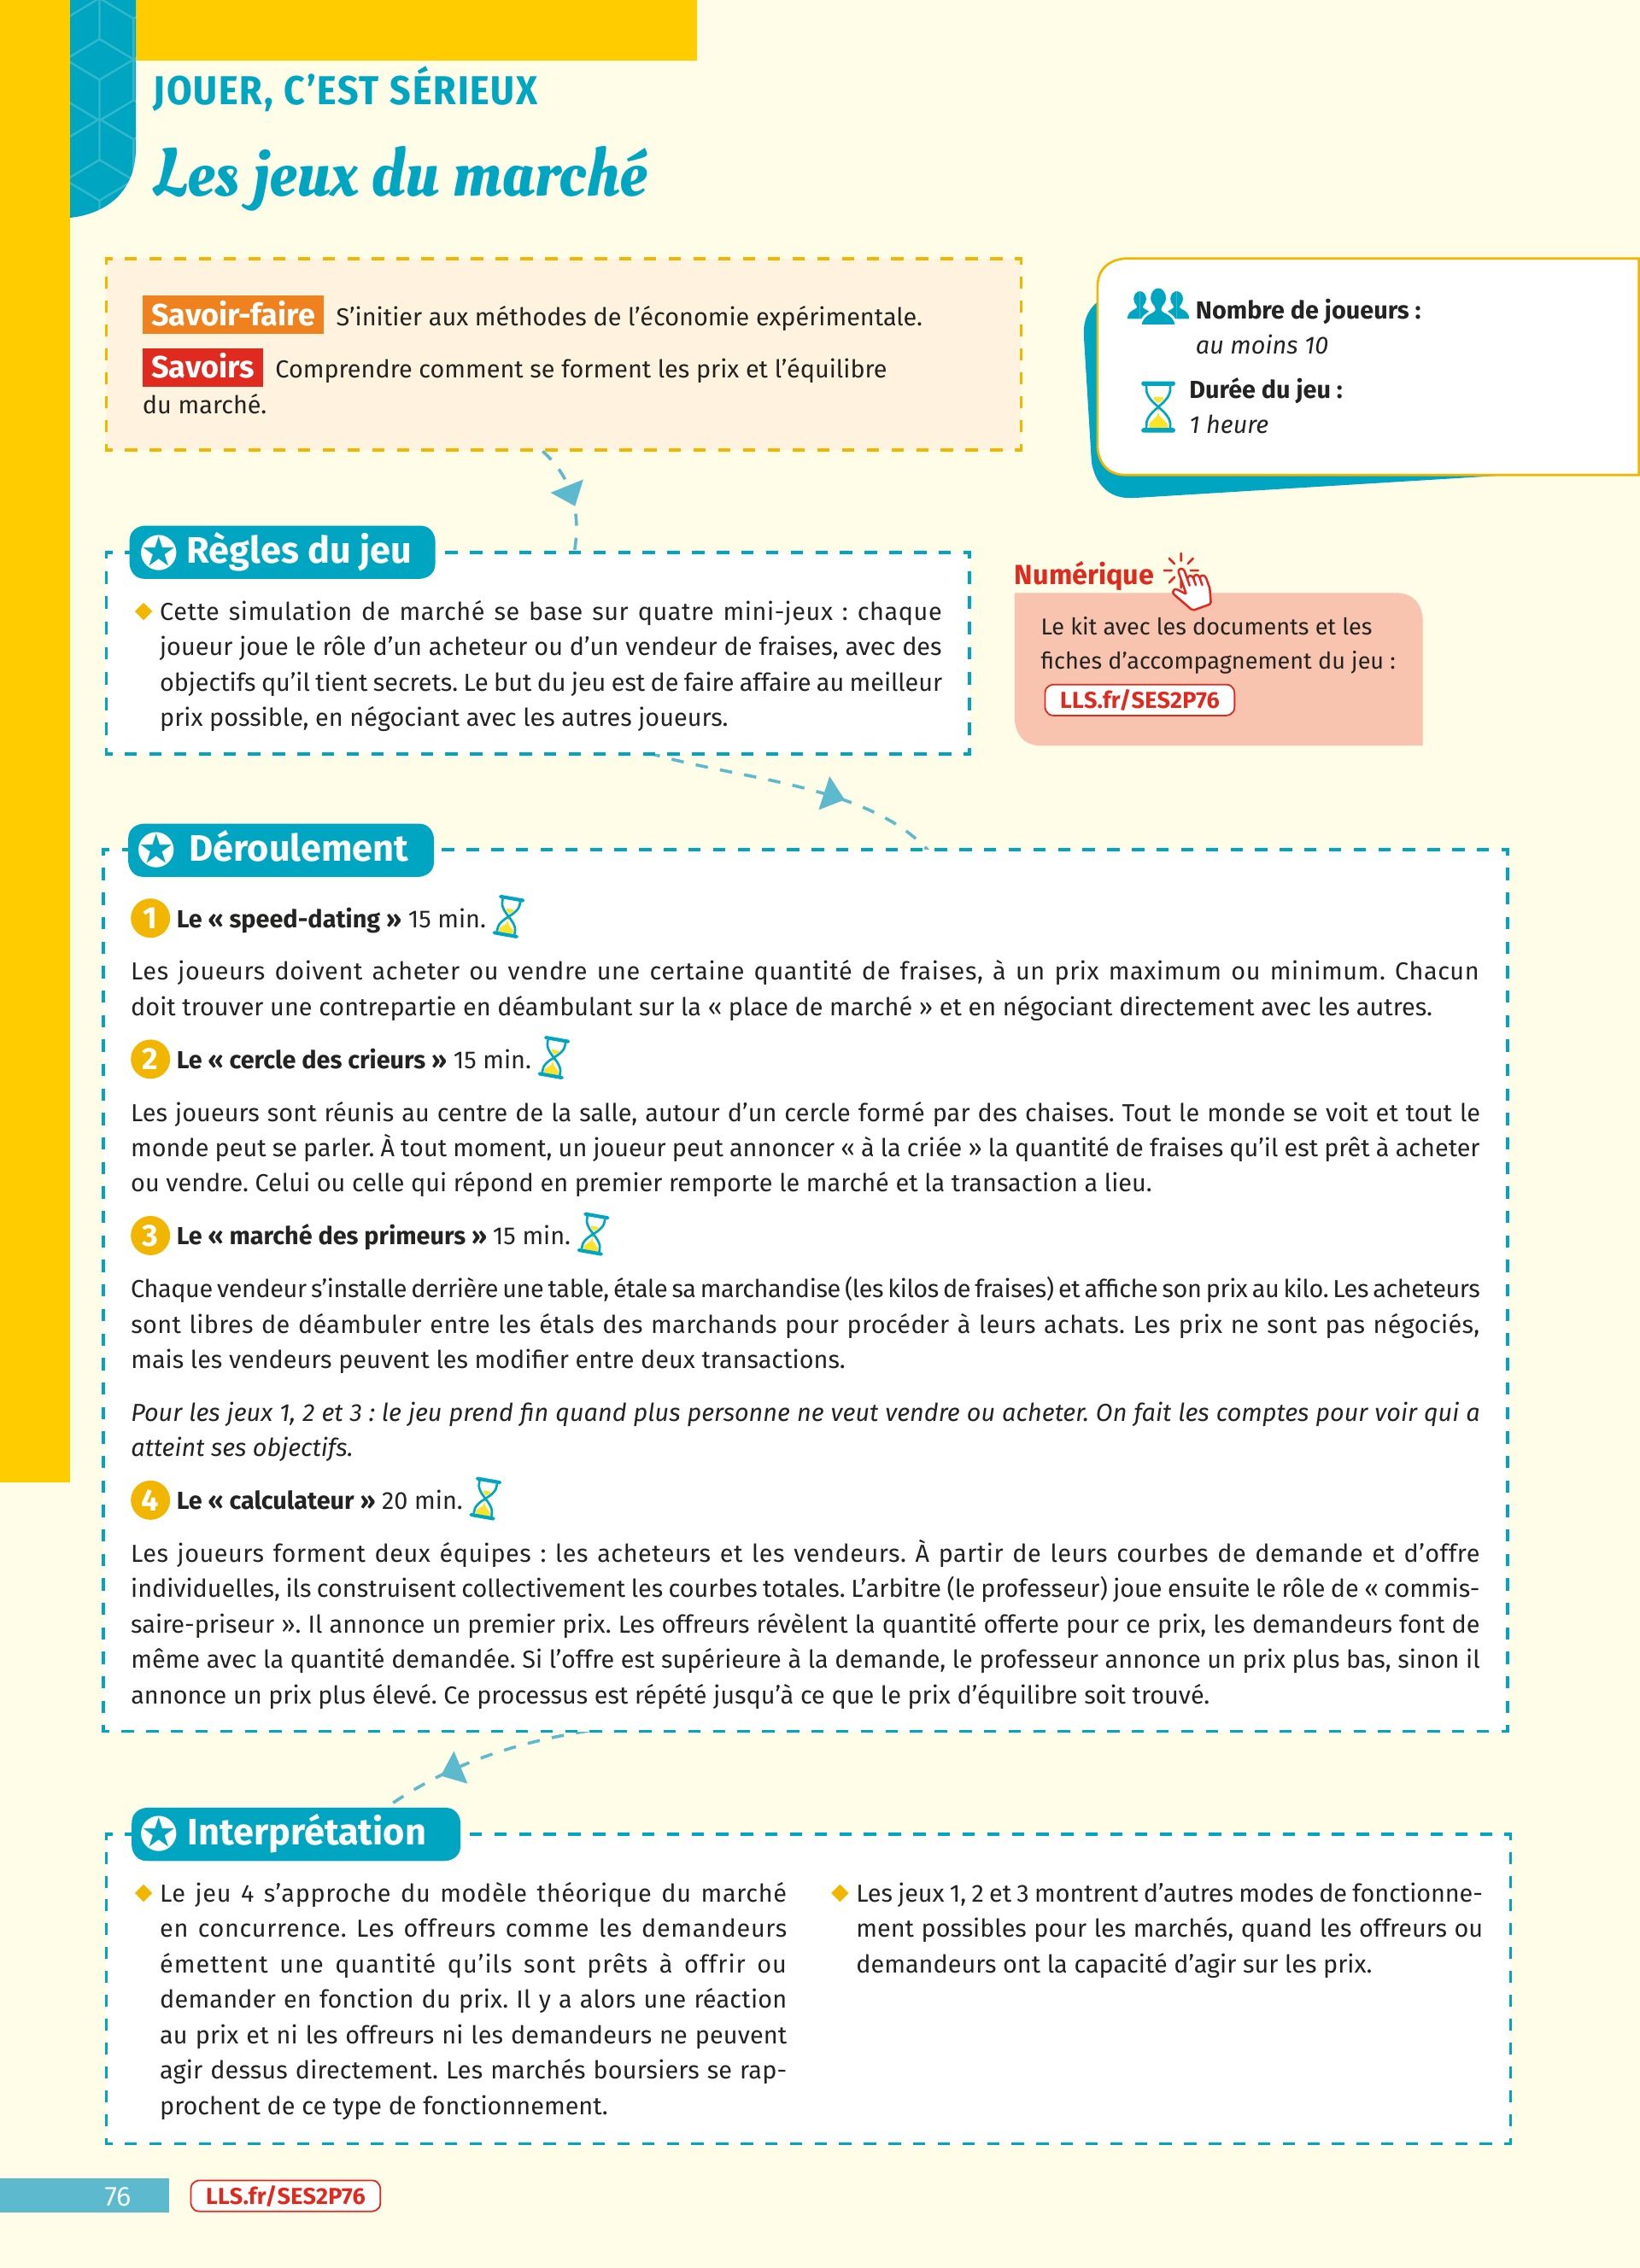 JOUER, C'EST SÉRIEUX
Les jeux du marché
Savoir-faire S'initier aux méthodes de l'économie expérimentale.
Savoirs Comprendre comment se forment les prix et l'équilibre
du marché.
Nombre de joueurs :
au moins 10
Durée du jeu :
1 heure
Règles du jeu
Cette simulation de marché se base sur quatre mini-jeux : chaque
joueur joue le rôle d'un acheteur ou d'un vendeur de fraises, avec des
objectifs qu'il tient secrets. Le but du jeu est de faire affaire au meilleur
prix possible, en négociant avec les autres joueurs.
Numérique
Le kit avec les documents et les
fiches d'accompagnement du jeu :
LLS.fr/SES2P76
Déroulement
1 Le « speed-dating » 15 min.
Les joueurs doivent acheter ou vendre une certaine quantité de fraises, à un prix maximum ou minimum. Chacun
doit trouver une contrepartie en déambulant sur la « place de marché » et en négociant directement avec les autres.
2 Le « cercle des crieurs » 15 min.
Les joueurs sont réunis au centre de la salle, autour d'un cercle formé par des chaises. Tout le monde se voit et tout le
monde peut se parler. À tout moment, un joueur peut annoncer « à la criée » la quantité de fraises qu'il est prêt à acheter
ou vendre. Celui ou celle qui répond en premier remporte le marché et la transaction a lieu.
3 Le « marché des primeurs » 15 min.
Chaque vendeur s'installe derrière une table, étale sa marchandise (les kilos de fraises) et affiche son prix au kilo. Les acheteurs
sont libres de déambuler entre les étals des marchands pour procéder à leurs achats. Les prix ne sont pas négociés,
mais les vendeurs peuvent les modifier entre deux transactions.
Pour les jeux 1, 2 et 3 : le jeu prend fin quand plus personne ne veut vendre ou acheter. On fait les comptes pour voir qui a
atteint ses objectifs.
4 Le « calculateur » 20 min.
Les joueurs forment deux équipes : les acheteurs et les vendeurs. À partir de leurs courbes de demande et d'offre
individuelles, ils construisent collectivement les courbes totales. L'arbitre (le professeur) joue ensuite le rôle de « commis-
saire-priseur ». Il annonce un premier prix. Les offreurs révèlent la quantité offerte pour ce prix, les demandeurs font de
même avec la quantité demandée. Si l'offre est supérieure à la demande, le professeur annonce un prix plus bas, sinon il
annonce un prix plus élevé. Ce processus est répété jusqu'à ce que le prix d'équilibre soit trouvé.
Interprétation
Le jeu 4 s'approche du modèle théorique du marché
en concurrence. Les offreurs comme les demandeurs
émettent une quantité qu'ils sont prêts à offrir ou
demander en fonction du prix. Il y a alors une réaction
au prix et ni les offreurs ni les demandeurs ne peuvent
agir dessus directement. Les marchés boursiers se rap-
prochent de ce type de fonctionnement.
Les jeux 1, 2 et 3 montrent d'autres modes de fonctionne-
ment possibles pour les marchés, quand les offreurs ou
demandeurs ont la capacité d'agir sur les prix.
76
LLS.fr/SES2P76